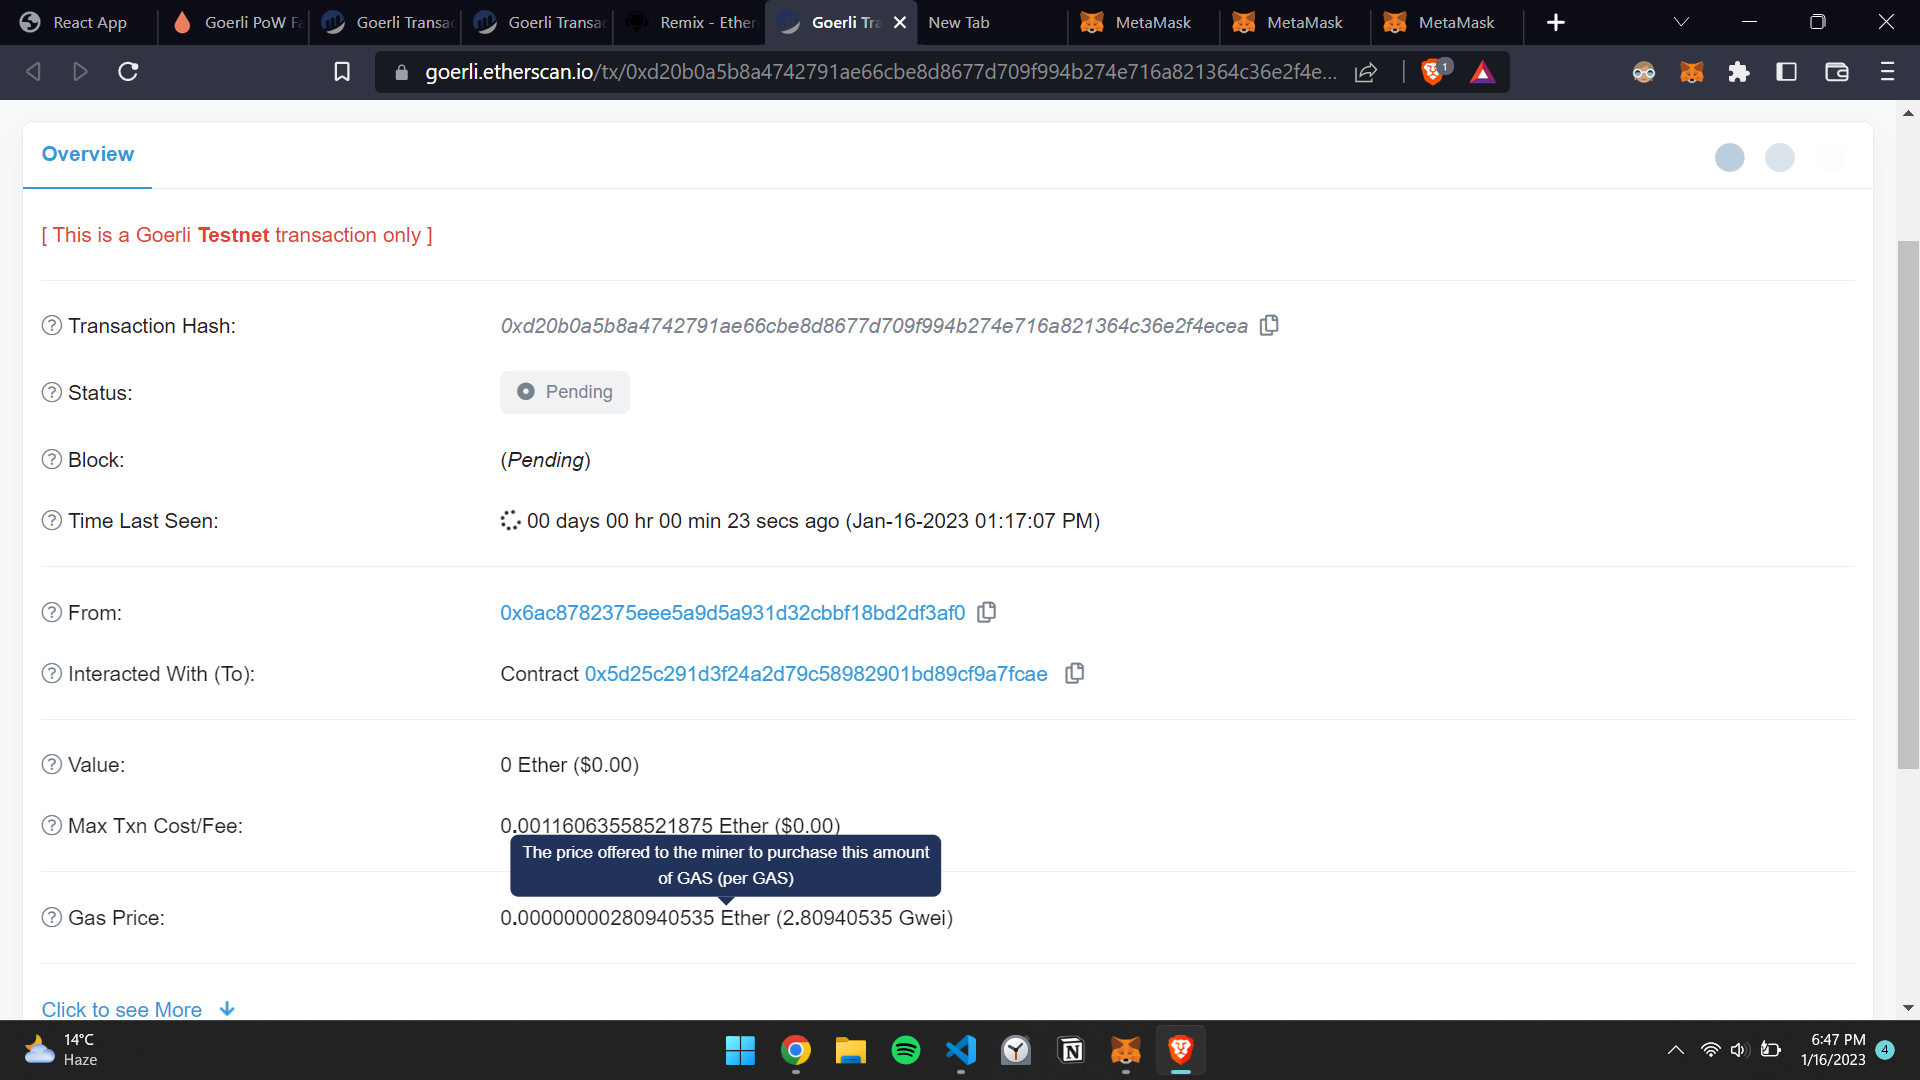 React App
Goerli PoW Fa
Goerli Transac
Goerli Transac
Remix - Ether
Goerli Tra
New Tab
MetaMask
MetaMask
MetaMask
goerli.etherscan.io/tx/0xd20b0a5b8a4742791ae66cbe8d8677d709f994b274e716a821364c36e2f4e...
1
Overview
[ This is a Goerli Testnet transaction only ]
Transaction Hash:
0xd20b0a5b8a4742791ae66cbe8d8677d709f994b274e716a821364c36e2f4ecea
Status:
Pending
Block:
(Pending)
Time Last Seen:
00 days 00 hr 00 min 23 secs ago (Jan-16-2023 01:17:07 PM)
From:
0x6ac8782375eee5a9d5a931d32cbbf18bd2df3af0
Interacted With (To):
Contract 0x5d25c291d3f24a2d79c58982901bd89cf9a7fcae
Value:
0 Ether ($0.00)
Max Txn Cost/Fee:
0.00116063558521875 Ether ($0.00)
The price offered to the miner to purchase this amount
of GAS (per GAS)
Gas Price:
0.00000000280940535 Ether (2.80940535 Gwei)
Click to see More
14°C
Haze
6:47 PM
1/16/2023
4